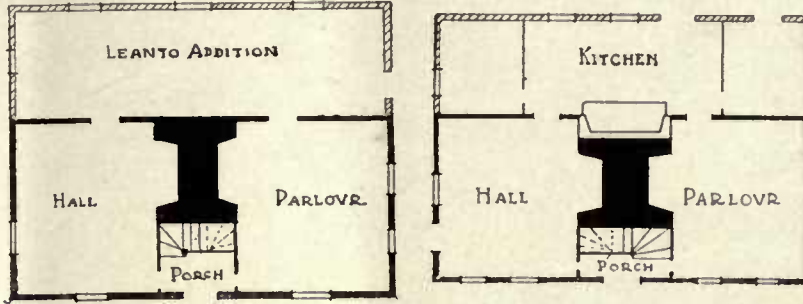 LEANTO ADDITION
HALL
PARLOVR
PORCH
KITCHEN
HALL
PARLOVR
PORCH